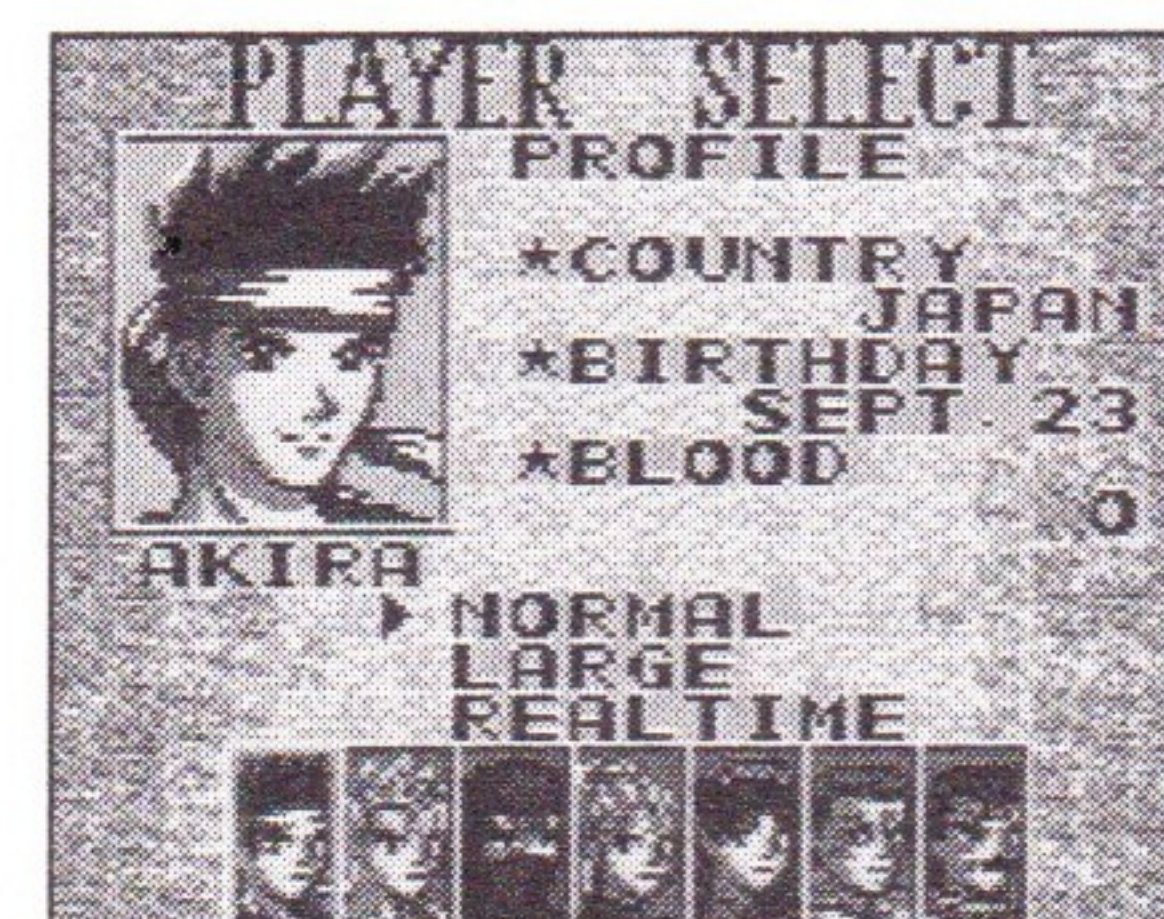 PLAYER SELECT
PROFILE
★COUNTRY
JAPAN
★BIRTHDAY
SEPT. 23
★BLOOD
O
AKIRA
▶ NORMAL
LARGE
REALTIME